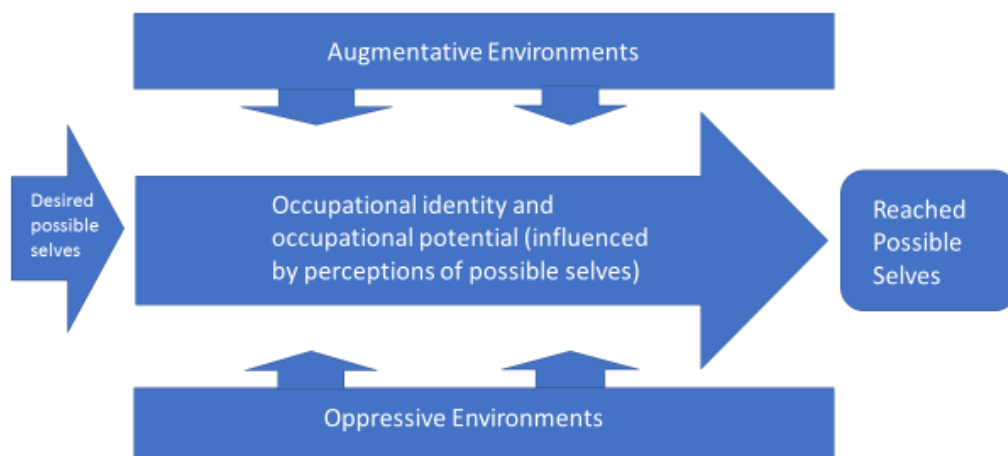 Augmentative Environments
Desired
possible
selves
Occupational identity and
occupational potential (influenced
by perceptions of possible selves)
Reached
Possible
Selves
Oppressive Environments